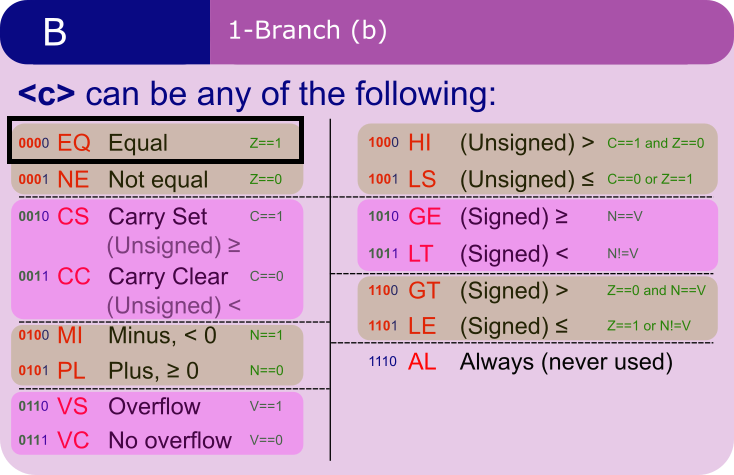 B
1-Branch (b)
<c> can be any of the following:
0000 EQ Equal Z==1
0001 NE Not equal Z==0
0010 CS Carry Set C==1
(Unsigned) ≥
0011 CC Carry Clear C==0
(Unsigned) <
0100 MI Minus, < 0 N==1
0101 PL Plus, ≥ 0 N==0
0110 VS Overflow V==1
0111 VC No overflow V==0
1000 HI (Unsigned) > C==1 and Z==0
1001 LS (Unsigned) ≤ C==0 or Z==1
1010 GE (Signed) ≥ N==V
1011 LT (Signed) < N!=V
1100 GT (Signed) > Z==0 and N==V
1101 LE (Signed) ≤ Z==1 or N!=V
1110 AL Always (never used)